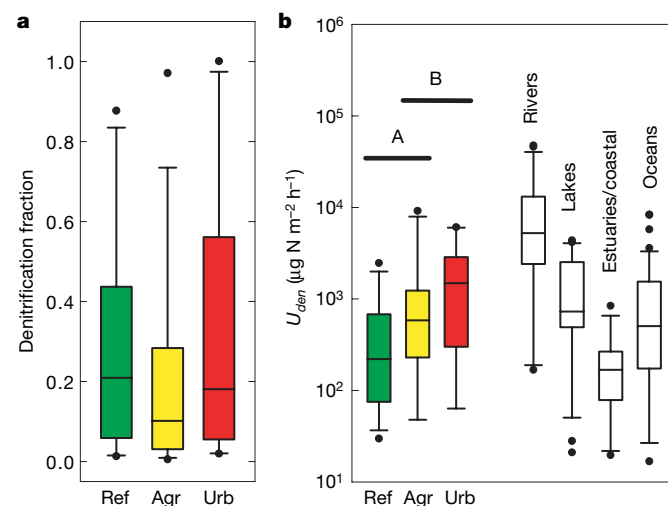 a
Denitrification fraction
1.0
0.8
0.6
0.4
0.2
0.0
Ref Agr Urb
b
U_den (µg N m⁻² h⁻¹)
10⁶
10⁵
10⁴
10³
10²
10¹
A
B
Rivers
Lakes
Estuaries/coastal
Oceans
Ref Agr Urb